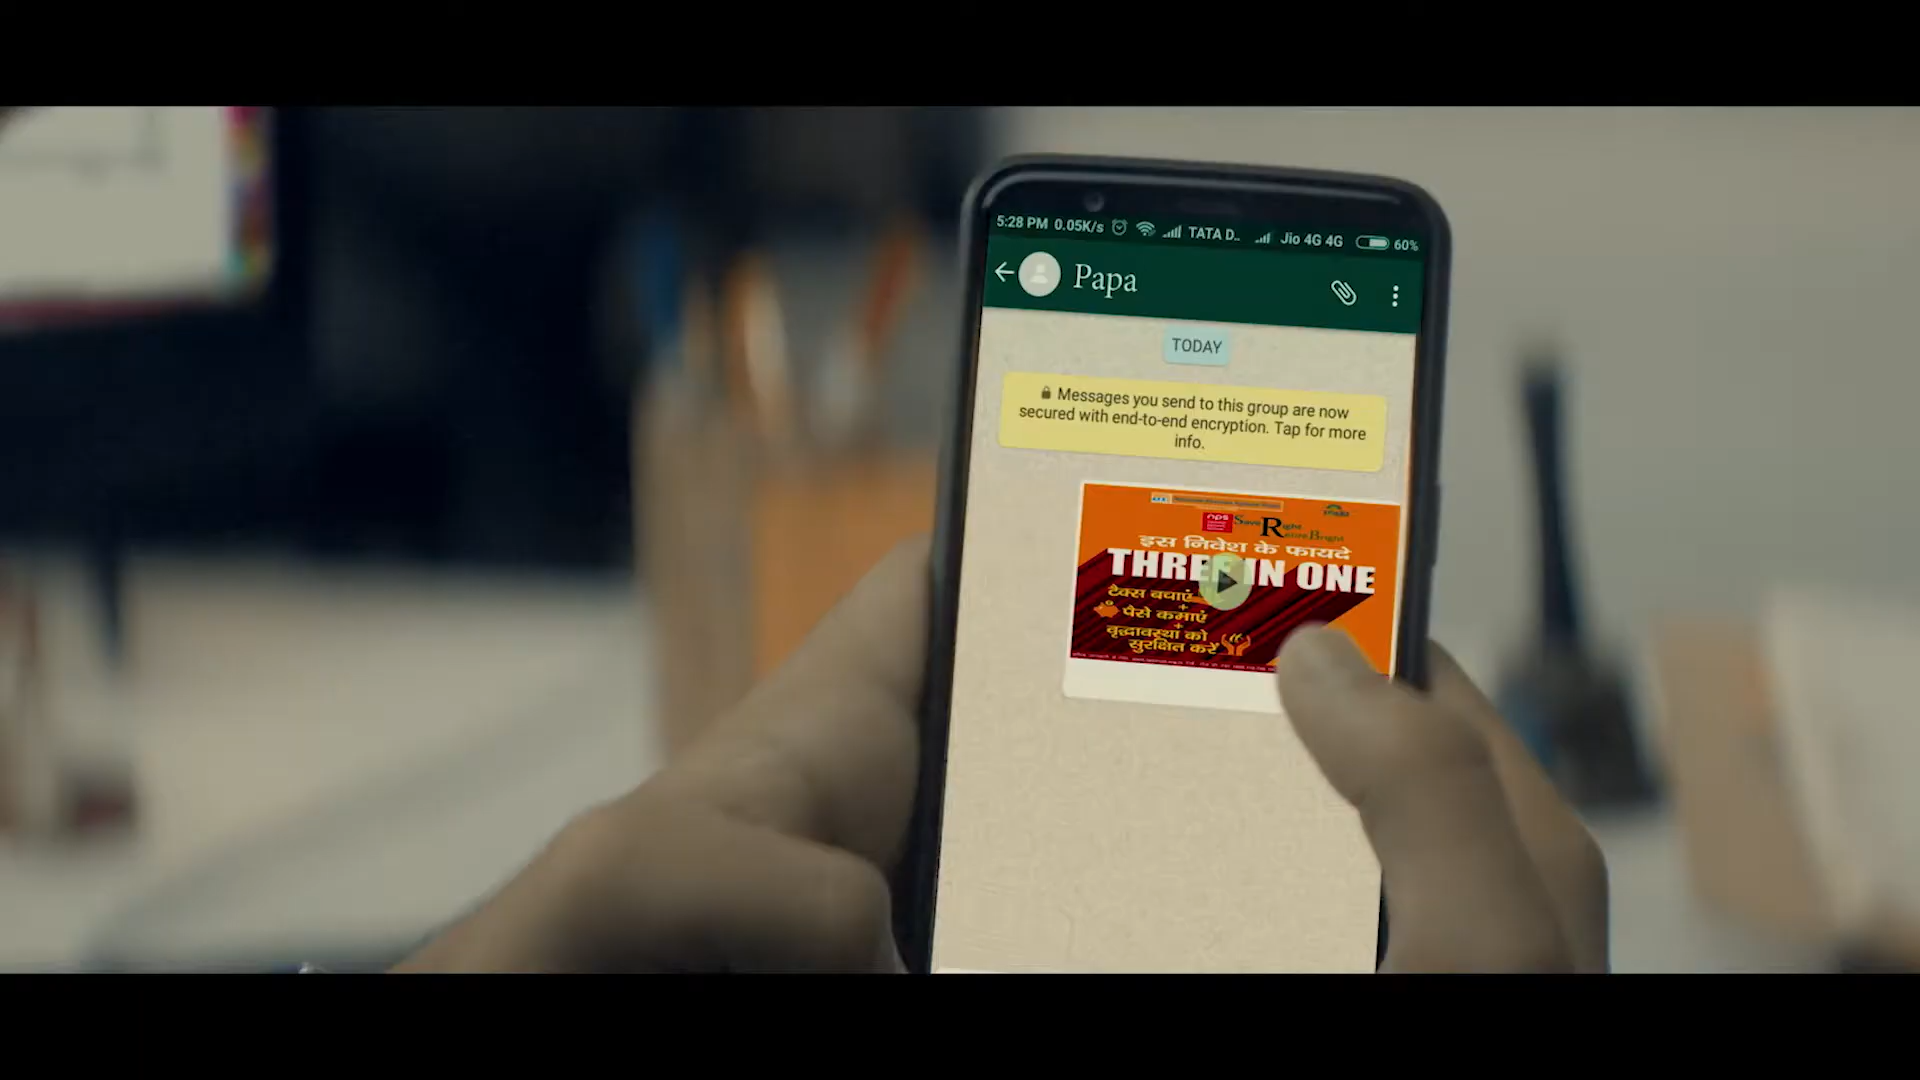 5:28 PM 0.05K/s TATA D.. Jio 4G 4G 60%
Papa
TODAY
Messages you send to this group are now
secured with end-to-end encryption. Tap for more
info.
nps Save Right
Retire Bright
इस निवेश के फायदे
THREE IN ONE
टैक्स बचाएं
+
पैसे कमाएं
+
वृद्धावस्था को
सुरक्षित करें